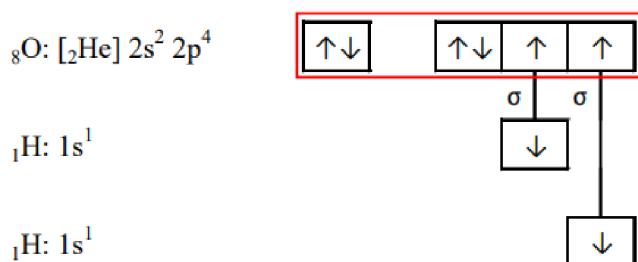 ₈O: [₂He] 2s² 2p⁴ ↑↓ ↑↓ ↑ ↑
σ σ
₁H: 1s¹ ↓
₁H: 1s¹ ↓